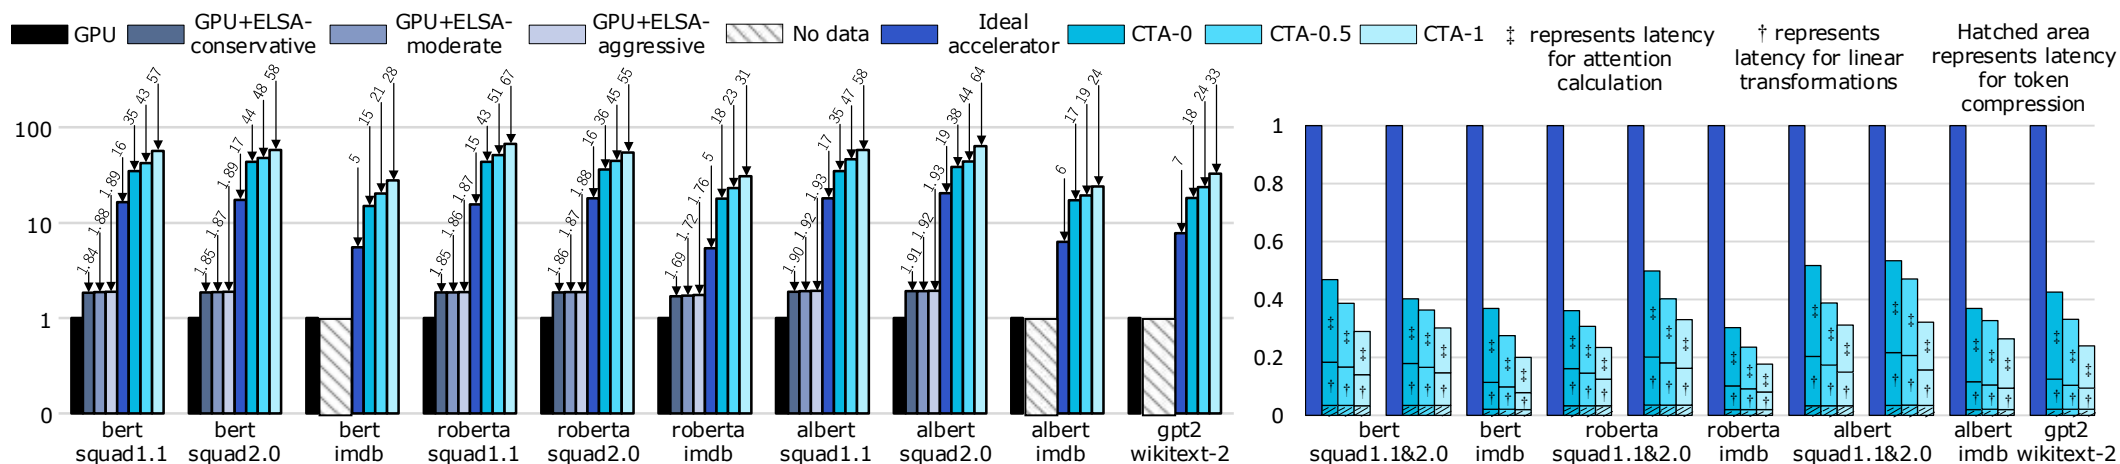 GPU
GPU+ELSA-
conservative
GPU+ELSA-
moderate
GPU+ELSA-
aggressive
No data
Ideal
accelerator
CTA-0
CTA-0.5
CTA-1
‡ represents latency
for attention
calculation
† represents
latency for linear
transformations
Hatched area
represents latency
for token
compression
100
10
1
0
1.84 1.88 1.89 16 35 43 57
1.85 1.87 1.89 17 44 48 58
5 15 21 28
1.85 1.86 1.87 15 43 51 67
1.86 1.87 1.88 16 36 45 55
1.69 1.72 1.76 5 18 23 31
1.90 1.92 1.93 17 35 47 58
1.91 1.92 1.93 19 38 44 64
6 17 19 24
7 18 24 33
bert
squad1.1
bert
squad2.0
bert
imdb
roberta
squad1.1
roberta
squad2.0
roberta
imdb
albert
squad1.1
albert
squad2.0
albert
imdb
gpt2
wikitext-2
1
0.8
0.6
0.4
0.2
0
‡ ‡ ‡ ‡ ‡ ‡ ‡ ‡ ‡ ‡ ‡ ‡ ‡ ‡ ‡ ‡ ‡ ‡ ‡ ‡ ‡ ‡ ‡ ‡ ‡ ‡ ‡ ‡ ‡ ‡
† † † † † † † † † † † † † † † † † † † † † † † † † † † † † †
bert
squad1.1&2.0
bert
imdb
roberta
squad1.1&2.0
roberta
imdb
albert
squad1.1&2.0
albert
imdb
gpt2
wikitext-2